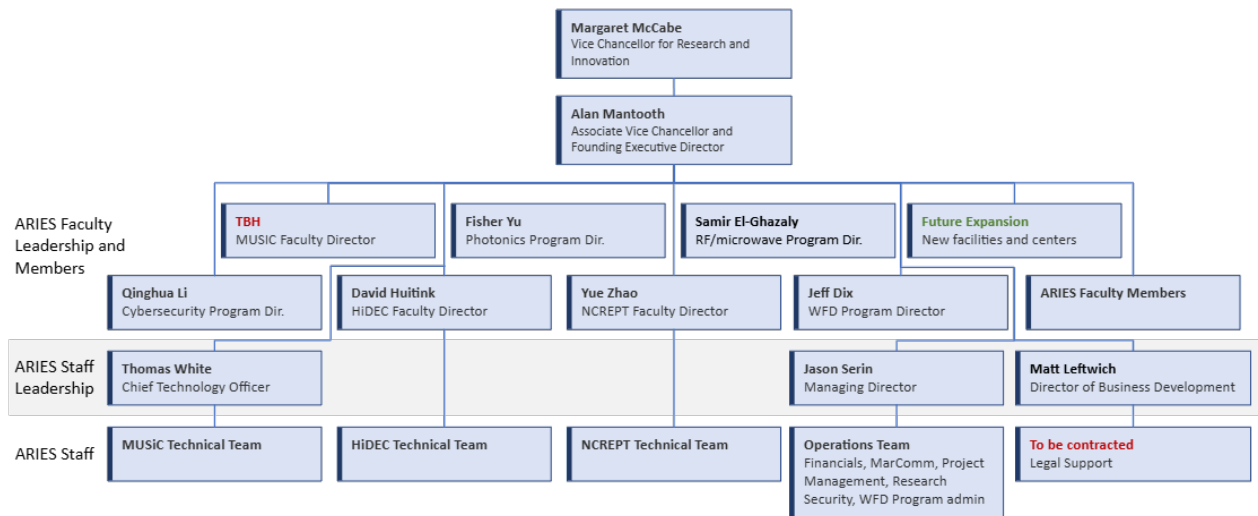 Margaret McCabe
Vice Chancellor for Research and
Innovation
Alan Mantooth
Associate Vice Chancellor and
Founding Executive Director
ARIES Faculty
Leadership and
Members
TBH
MUSIC Faculty Director
Fisher Yu
Photonics Program Dir.
Samir El-Ghazaly
RF/microwave Program Dir.
Future Expansion
New facilities and centers
Qinghua Li
Cybersecurity Program Dir.
David Huitink
HiDEC Faculty Director
Yue Zhao
NCREPT Faculty Director
Jeff Dix
WFD Program Director
ARIES Faculty Members
ARIES Staff
Leadership
Thomas White
Chief Technology Officer
Jason Serin
Managing Director
Matt Leftwich
Director of Business Development
ARIES Staff
MUSiC Technical Team
HiDEC Technical Team
NCREPT Technical Team
Operations Team
Financials, MarComm, Project
Management, Research
Security, WFD Program admin
To be contracted
Legal Support